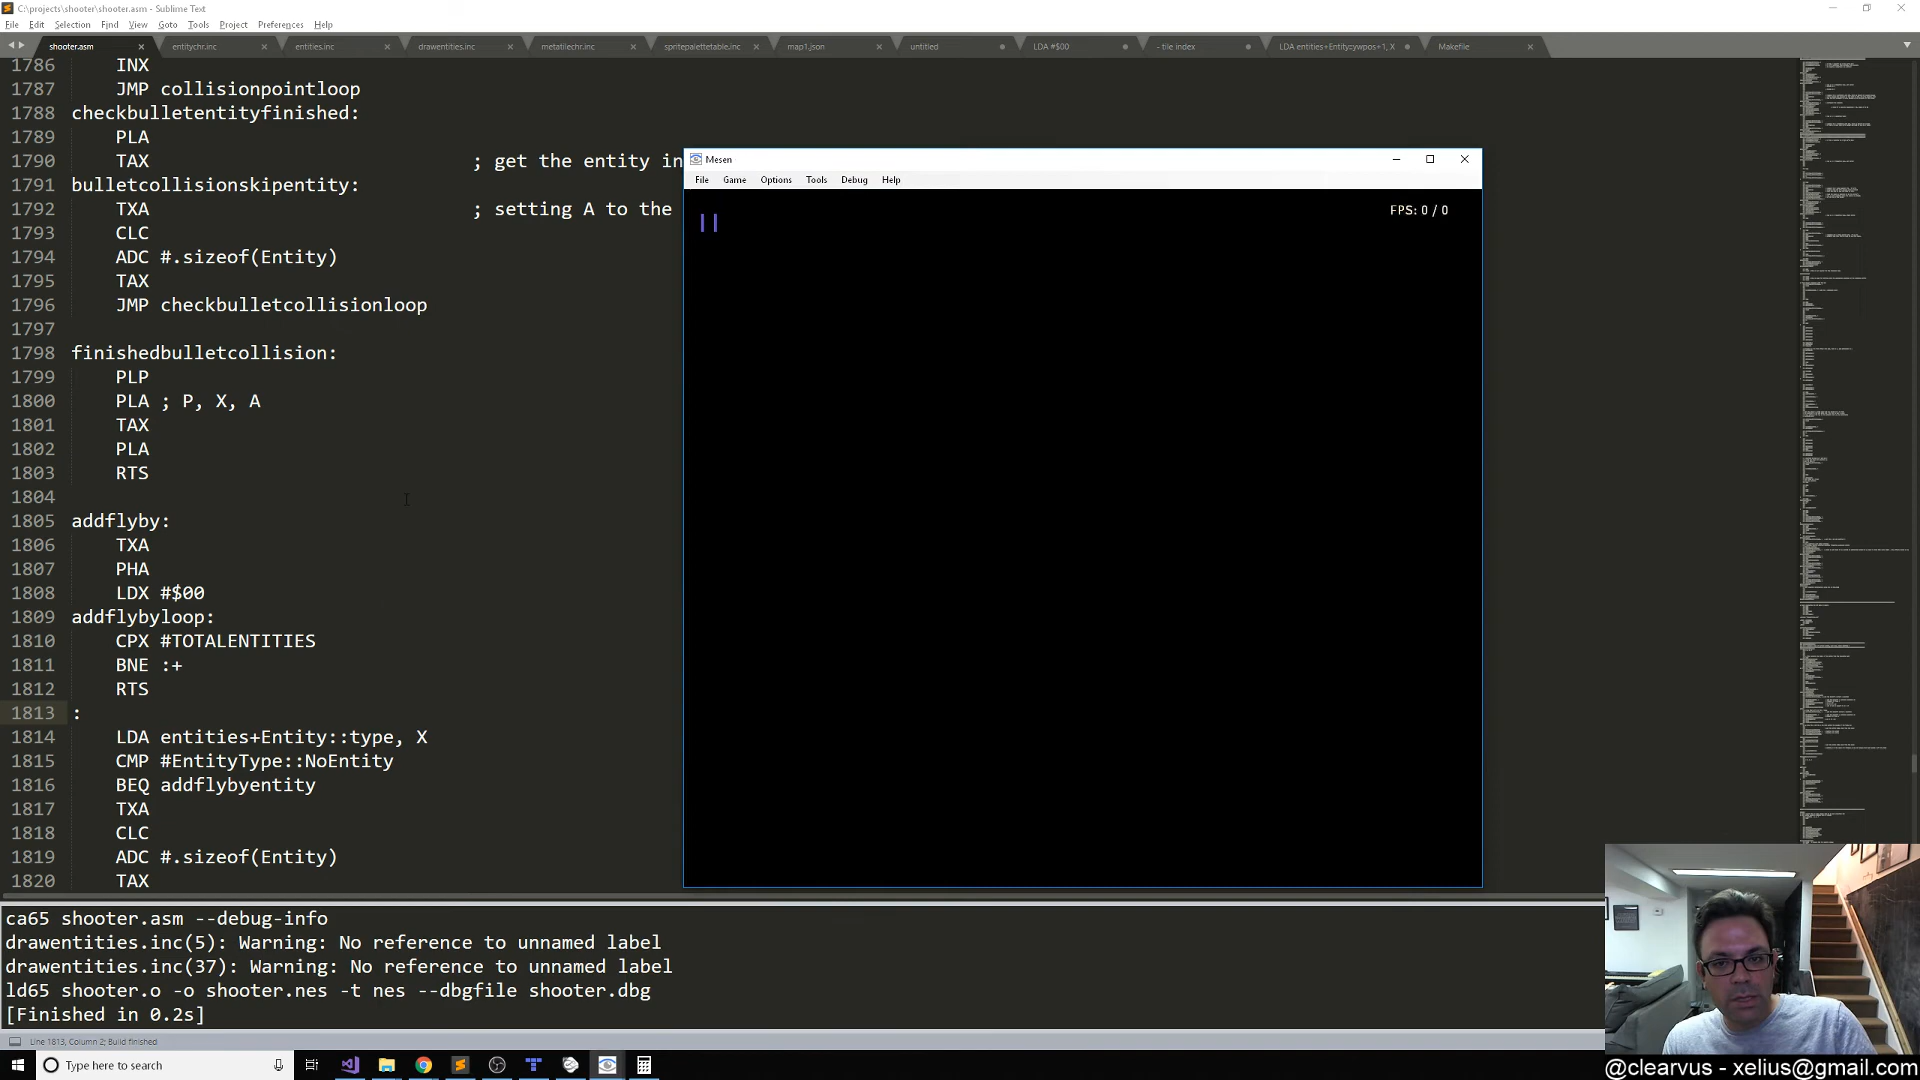 C:\projects\shooter\shooter.asm - Sublime Text
File Edit Selection Find View Goto Tools Project Preferences Help
shooter.asm entitychr.inc entities.inc drawentities.inc metatilechr.inc spritepalettetable.inc map1.json untitled LDA #$00 - tile index LDA entities+Entity::ywpos+1, X Makefile
1786 INX
1787 JMP collisionpointloop
1788 checkbulletentityfinished:
1789 PLA
1790 TAX ; get the entity in
1791 bulletcollisionskipentity:
1792 TXA ; setting A to the
1793 CLC
1794 ADC #.sizeof(Entity)
1795 TAX
1796 JMP checkbulletcollisionloop
1797
1798 finishedbulletcollision:
1799 PLP
1800 PLA ; P, X, A
1801 TAX
1802 PLA
1803 RTS
1804
1805 addflyby:
1806 TXA
1807 PHA
1808 LDX #$00
1809 addflybyloop:
1810 CPX #TOTALENTITIES
1811 BNE :+
1812 RTS
1813 :
1814 LDA entities+Entity::type, X
1815 CMP #EntityType::NoEntity
1816 BEQ addflybyentity
1817 TXA
1818 CLC
1819 ADC #.sizeof(Entity)
1820 TAX
Mesen
File Game Options Tools Debug Help
FPS: 0 / 0
ca65 shooter.asm --debug-info
drawentities.inc(5): Warning: No reference to unnamed label
drawentities.inc(37): Warning: No reference to unnamed label
ld65 shooter.o -o shooter.nes -t nes --dbgfile shooter.dbg
[Finished in 0.2s]
Line 1813, Column 2; Build finished
Type here to search
@clearvus - xelius@gmail.com